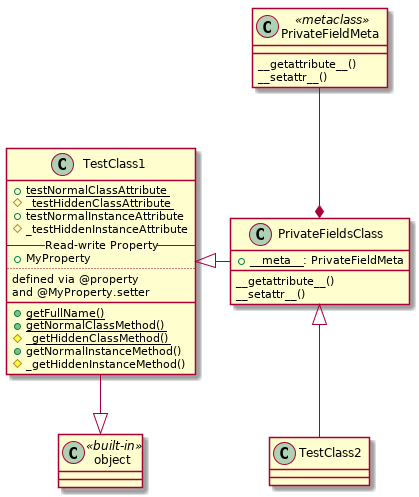 C «metaclass»
PrivateFieldMeta
__getattribute__()
__setattr__()
C TestClass1
testNormalClassAttribute
_testHiddenClassAttribute
testNormalInstanceAttribute
_testHiddenInstanceAttribute
Read-write Property
MyProperty
defined via @property
and @MyProperty.setter
getFullName()
getNormalClassMethod()
_getHiddenClassMethod()
getNormalInstanceMethod()
_getHiddenInstanceMethod()
C PrivateFieldsClass
__meta__: PrivateFieldMeta
__getattribute__()
__setattr__()
C «built-in»
object
C TestClass2